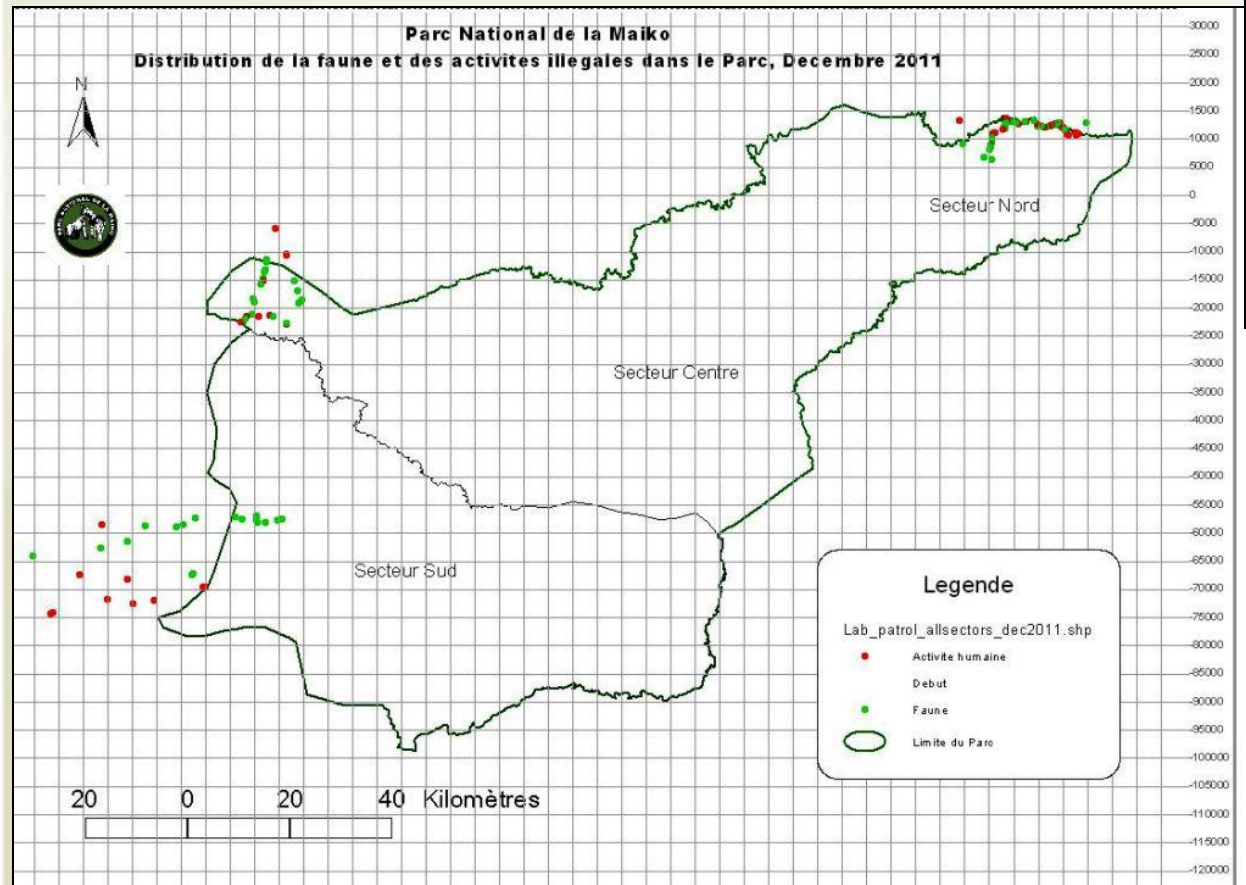 Parc National de la Maiko
Distribution de la faune et des activites illegales dans le Parc, Decembre 2011
N
Secteur Nord
Secteur Centre
Secteur Sud
Legende
Lab_patrol_allsectors_dec2011.shp
Activite humaine
Debut
Faune
Limite du Parc
20 0 20 40 Kilomètres
30000
25000
20000
15000
10000
5000
0
-5000
-10000
-15000
-20000
-25000
-30000
-35000
-40000
-45000
-50000
-55000
-60000
-65000
-70000
-75000
-80000
-85000
-90000
-95000
-100000
-105000
-110000
-115000
-120000